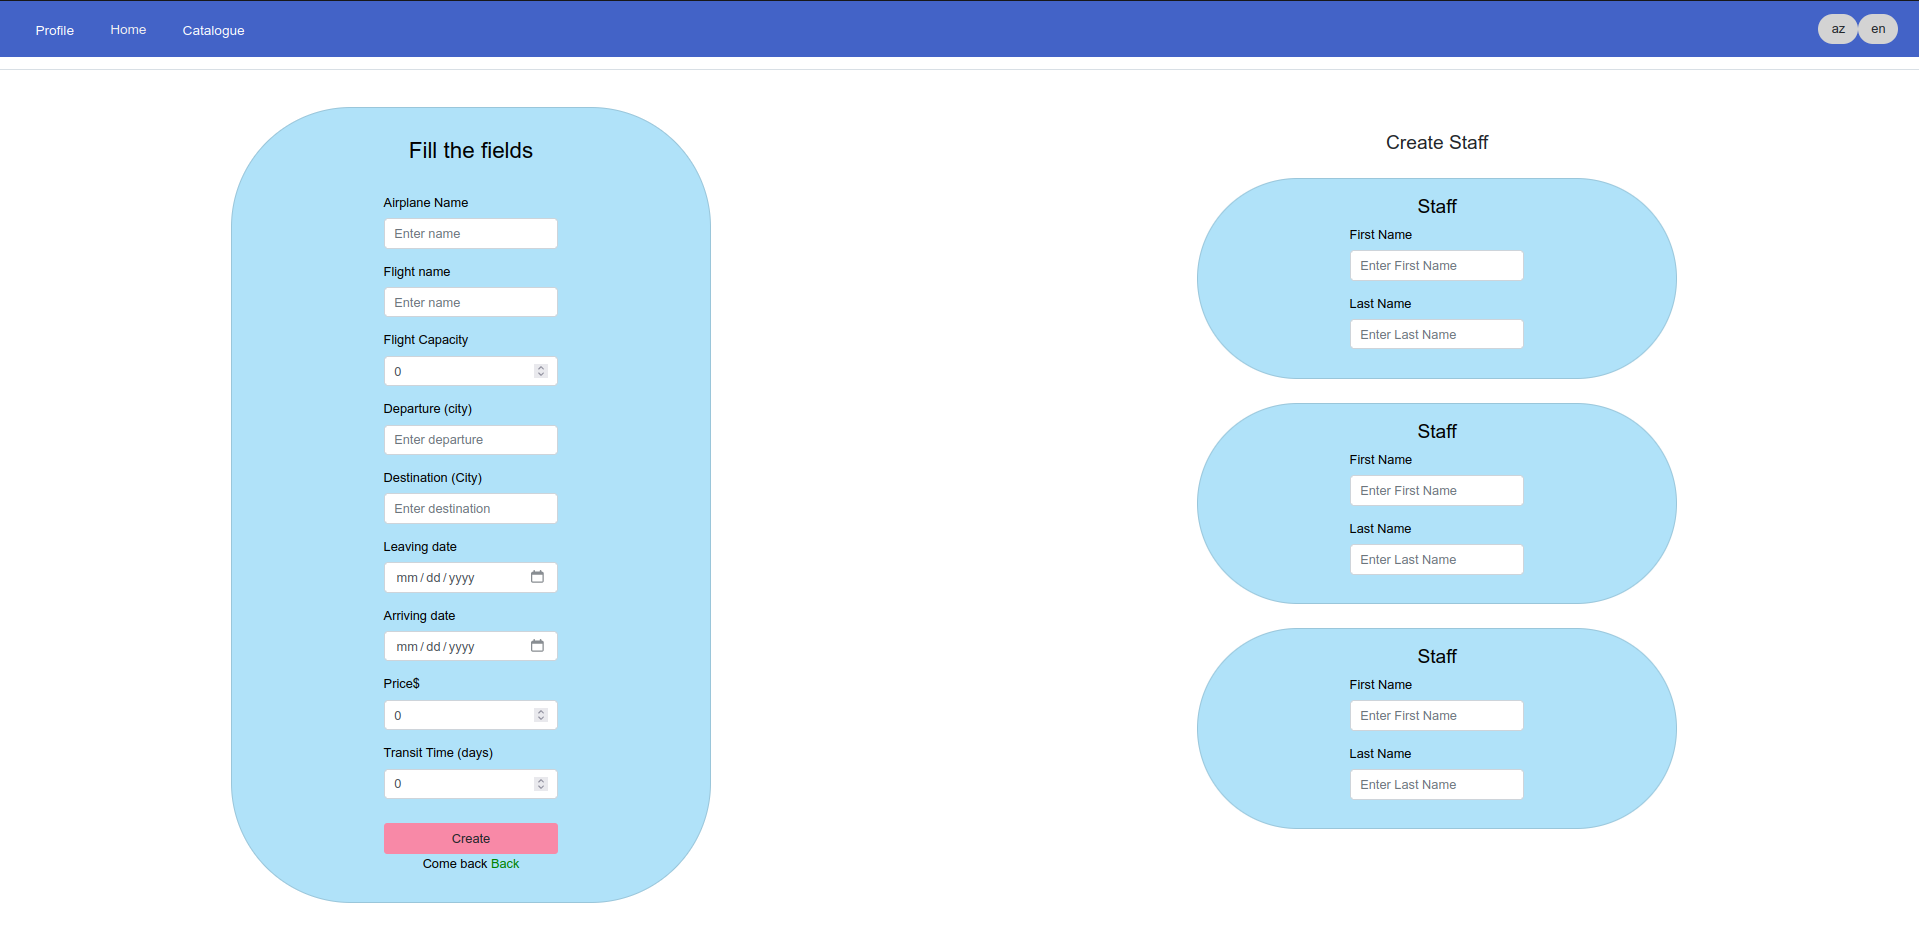 Profile Home Catalogue az en
Fill the fields
Airplane Name
Enter name
Flight name
Enter name
Flight Capacity
0
Departure (city)
Enter departure
Destination (City)
Enter destination
Leaving date
mm/dd/yyyy
Arriving date
mm/dd/yyyy
Price$
0
Transit Time (days)
0
Create
Come back Back
Create Staff
Staff
First Name
Enter First Name
Last Name
Enter Last Name
Staff
First Name
Enter First Name
Last Name
Enter Last Name
Staff
First Name
Enter First Name
Last Name
Enter Last Name